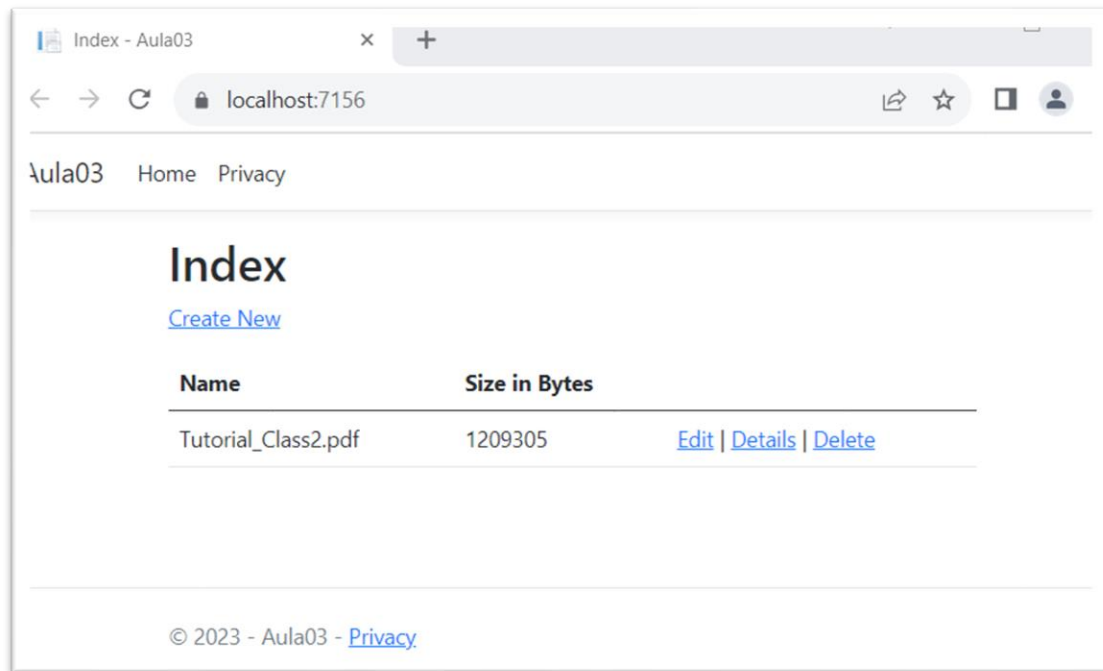 Index - Aula03
localhost:7156
Aula03 Home Privacy
Index
Create New
Name Size in Bytes
Tutorial_Class2.pdf 1209305 Edit | Details | Delete
© 2023 - Aula03 - Privacy